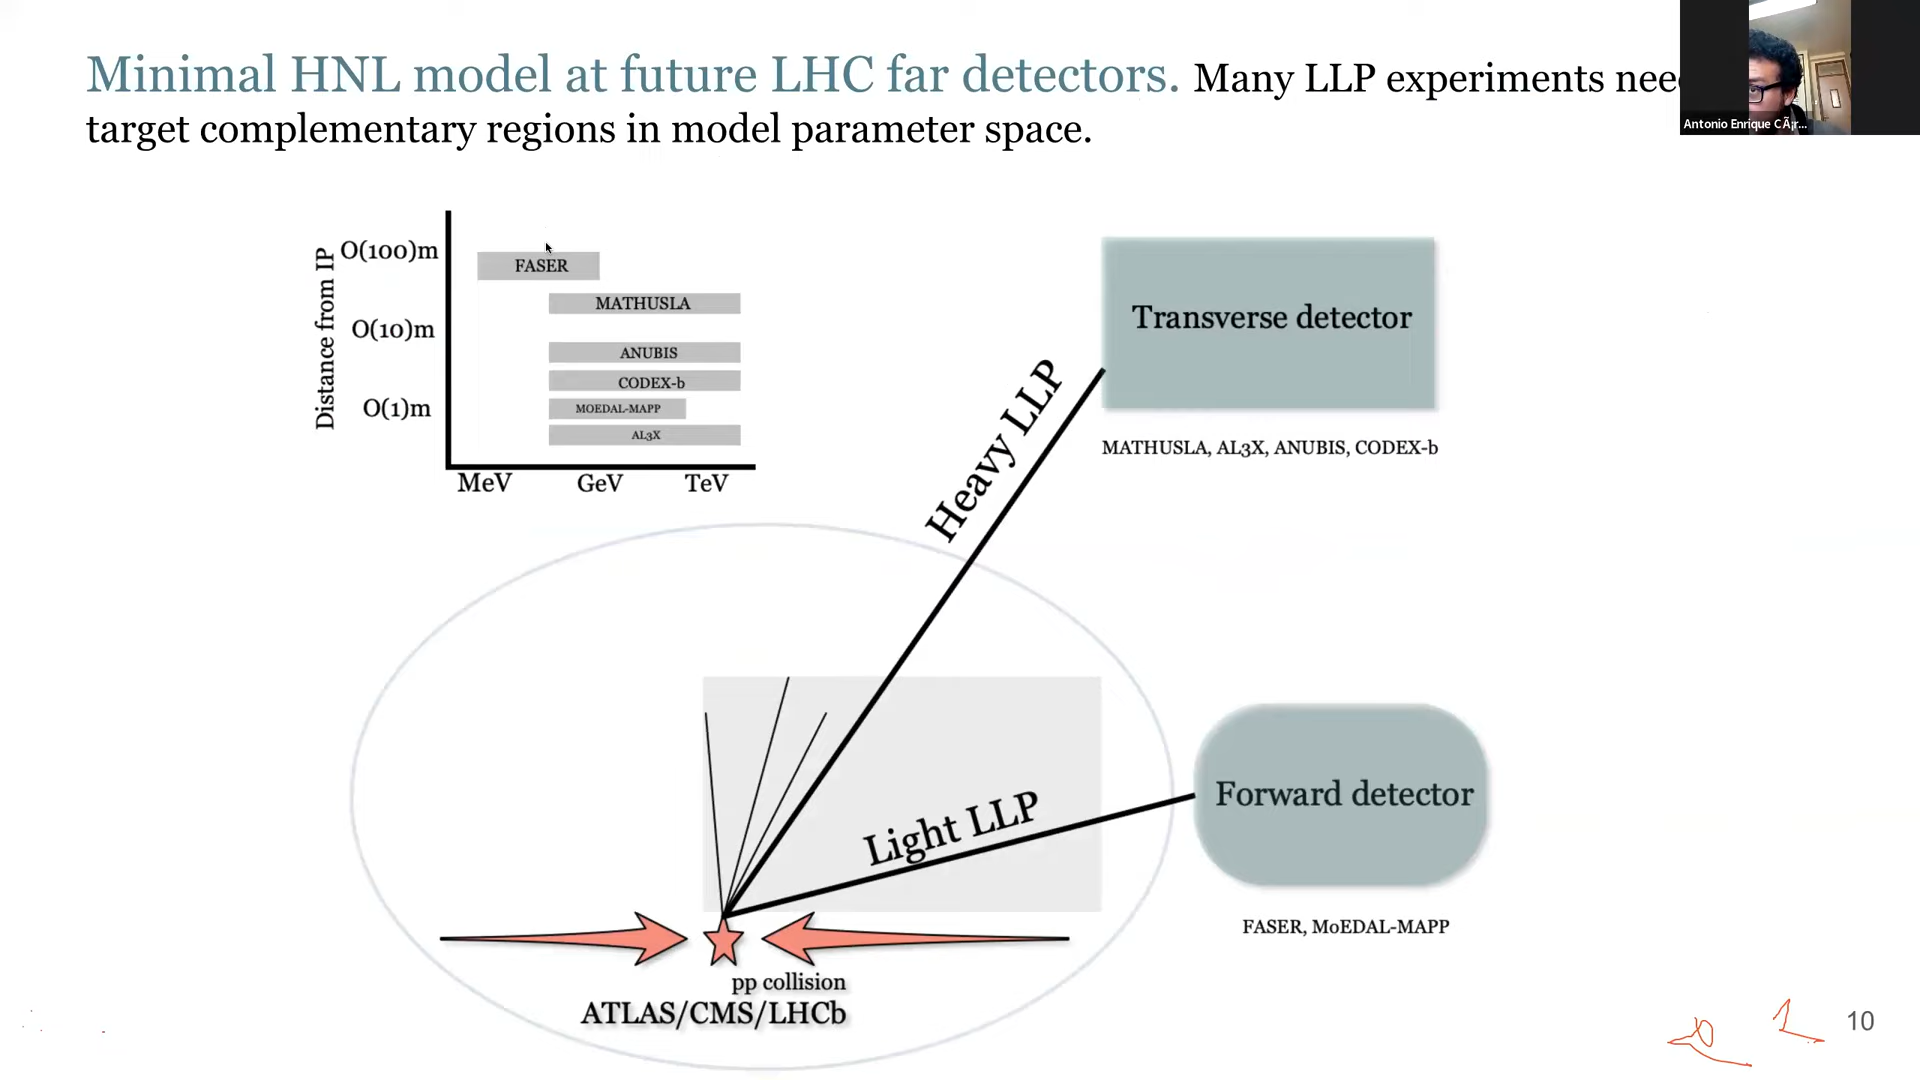 Minimal HNL model at future LHC far detectors. Many LLP experiments
target complementary regions in model parameter space.
Antonio Enrique CÃ¡r...
Distance from IP
O(100)m
O(10)m
O(1)m
FASER
MATHUSLA
ANUBIS
CODEX-b
MOEDAL-MAPP
AL3X
MeV GeV TeV
Transverse detector
MATHUSLA, AL3X, ANUBIS, CODEX-b
Heavy LLP
Light LLP
Forward detector
FASER, MoEDAL-MAPP
pp collision
ATLAS/CMS/LHCb
10